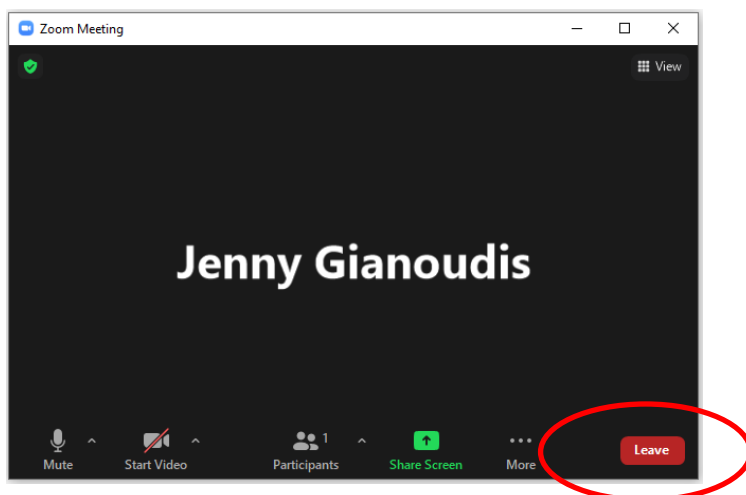 Zoom Meeting
View
Jenny Gianoudis
1
Mute Start Video Participants Share Screen More Leave